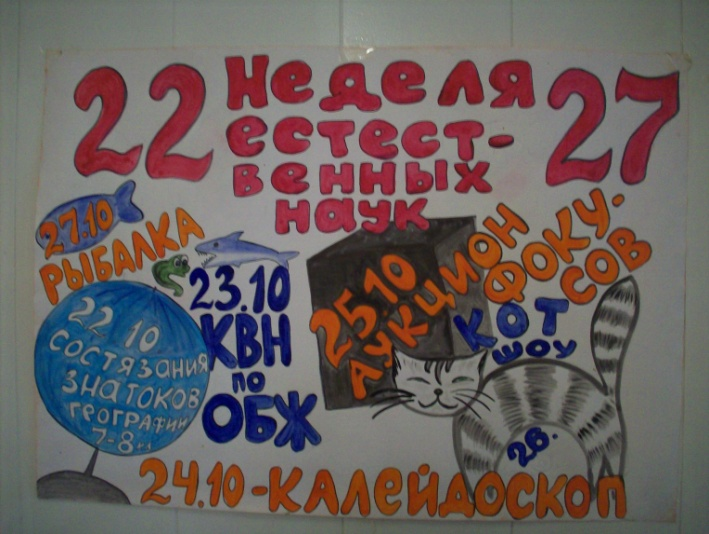 22
Неделя
естест-
венных
наук
27
27.10
РЫБАЛКА
22 10
СОСТЯЗАНИЯ
ЗНАТОКОВ
ГЕОГРАФИИ
7-8 кл
23.10
КВН
по
ОБЖ
25.10
АУКЦИОН
ФОКУ-
СОВ
КОТ
ШОУ
26.
24.10-КАЛЕЙДОСКОП